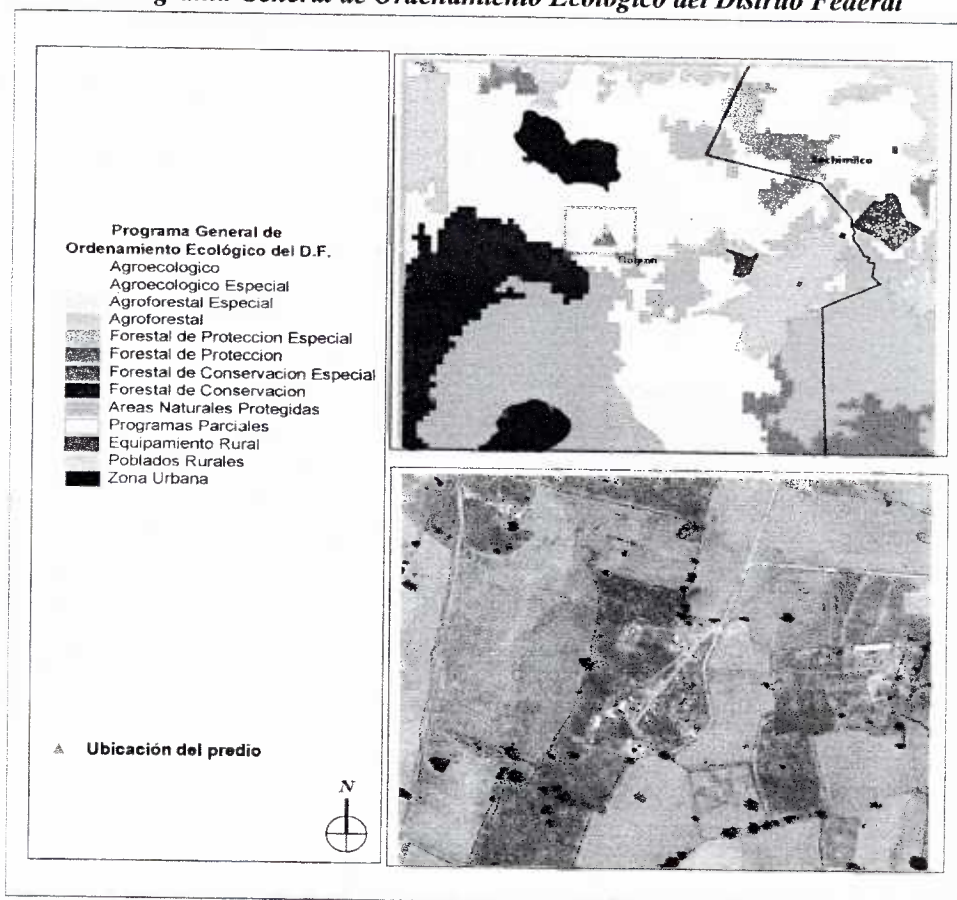 General de Ordenamiento Ecológico del Distrito Federal
Programa General de
Ordenamiento Ecológico del D.F.
Agroecologico
Agroecologico Especial
Agroforestal Especial
Agroforestal
Forestal de Proteccion Especial
Forestal de Proteccion
Forestal de Conservacion Especial
Forestal de Conservacion
Areas Naturales Protegidas
Programas Parciales
Equipamiento Rural
Poblados Rurales
Zona Urbana
Ubicación del predio
N
Xochimilco